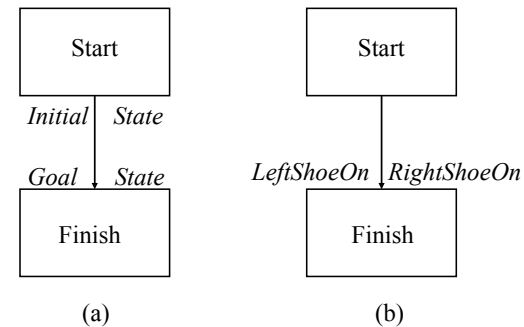 Start
Initial State
Goal State
Finish
(a)
Start
LeftShoeOn RightShoeOn
Finish
(b)